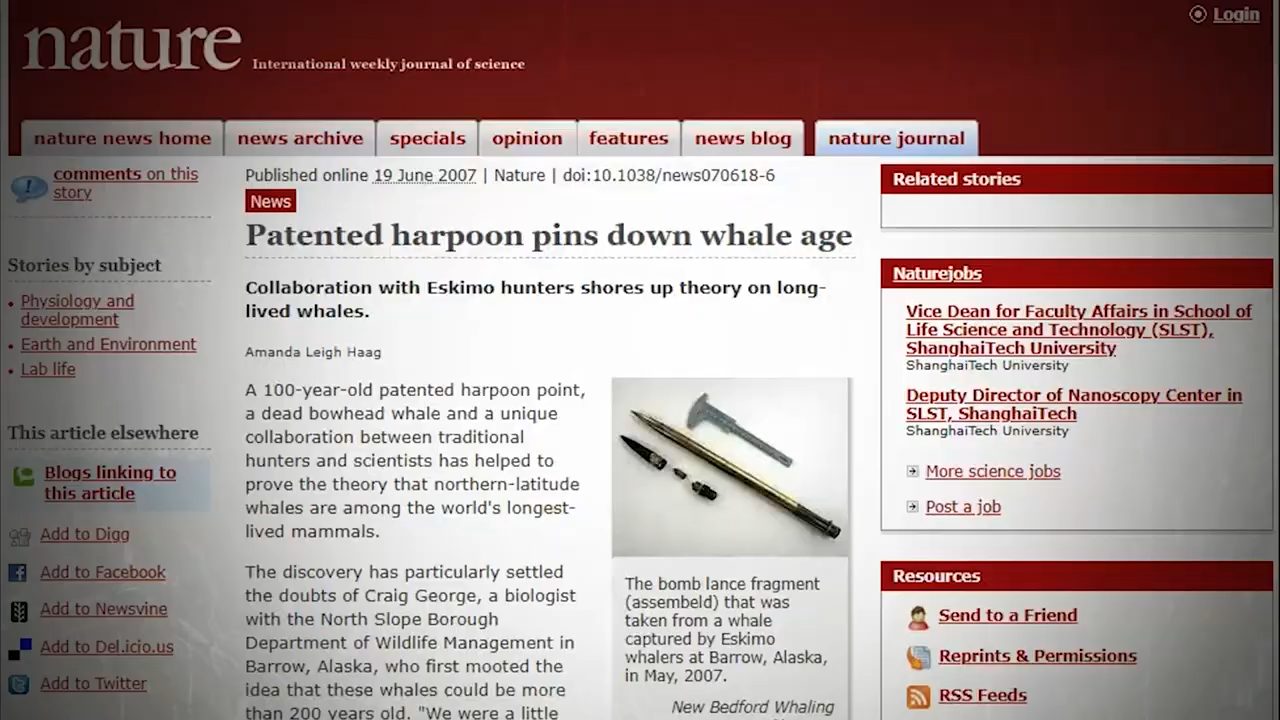 Login
nature International weekly journal of science
nature news home
news archive
specials
opinion
features
news blog
nature journal
comments on this
story
Stories by subject
• Physiology and
development
• Earth and Environment
• Lab life
This article elsewhere
Blogs linking to
this article
Add to Digg
Add to Facebook
Add to Newsvine
Add to Del.icio.us
Add to Twitter
Published online 19 June 2007 | Nature | doi:10.1038/news070618-6
News
Patented harpoon pins down whale age
Collaboration with Eskimo hunters shores up theory on long-
lived whales.
Amanda Leigh Haag
A 100-year-old patented harpoon point,
a dead bowhead whale and a unique
collaboration between traditional
hunters and scientists has helped to
prove the theory that northern-latitude
whales are among the world's longest-
lived mammals.
The discovery has particularly settled
the doubts of Craig George, a biologist
with the North Slope Borough
Department of Wildlife Management in
Barrow, Alaska, who first mooted the
idea that these whales could be more
than 200 years old. "We were a little
The bomb lance fragment
(assembeld) that was
taken from a whale
captured by Eskimo
whalers at Barrow, Alaska,
in May, 2007.
New Bedford Whaling
Related stories
Naturejobs
Vice Dean for Faculty Affairs in School of
Life Science and Technology (SLST),
ShanghaiTech University
ShanghaiTech University
Deputy Director of Nanoscopy Center in
SLST, ShanghaiTech
ShanghaiTech University
More science jobs
Post a job
Resources
Send to a Friend
Reprints & Permissions
RSS Feeds